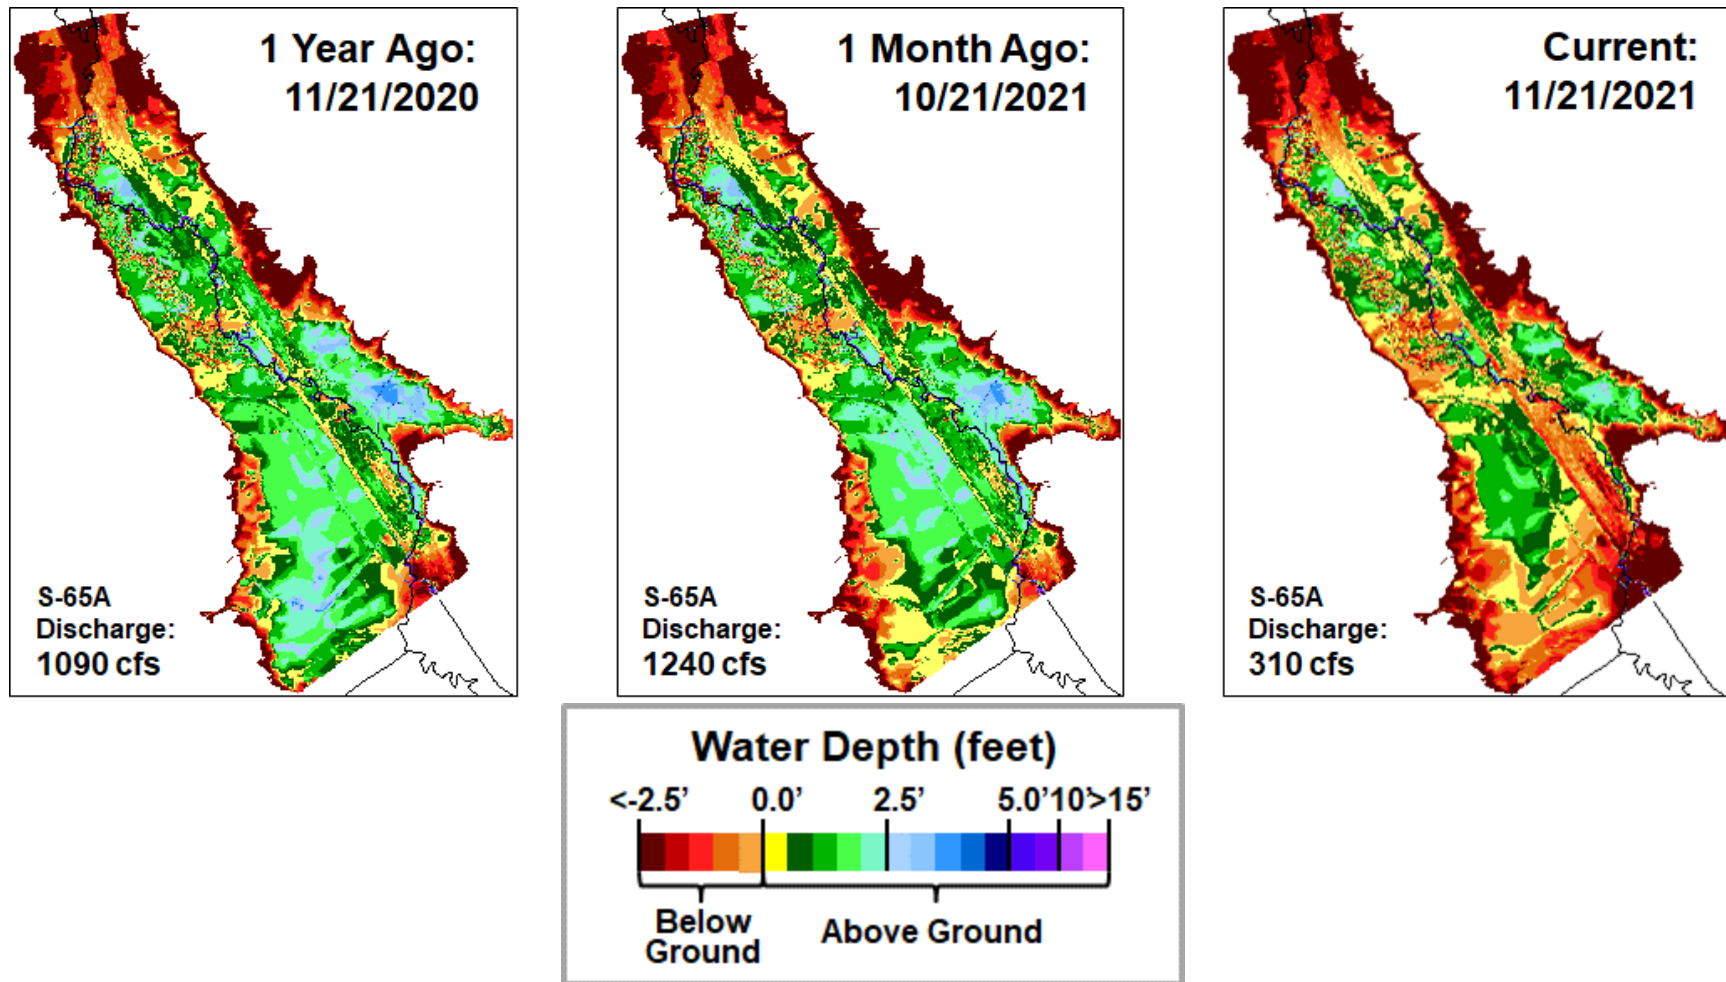 1 Year Ago:
11/21/2020
S-65A
Discharge:
1090 cfs
1 Month Ago:
10/21/2021
S-65A
Discharge:
1240 cfs
Current:
11/21/2021
S-65A
Discharge:
310 cfs
Water Depth (feet)
<-2.5’ 0.0’ 2.5’ 5.0’10’>15’
Below
Ground
Above Ground